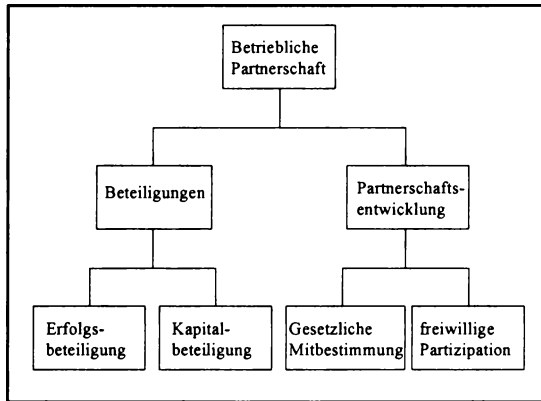 Betriebliche
Partnerschaft
Beteiligungen
Partnerschafts-
entwicklung
Erfolgs-
beteiligung
Kapital-
beteiligung
Gesetzliche
Mitbestimmung
freiwillige
Partizipation